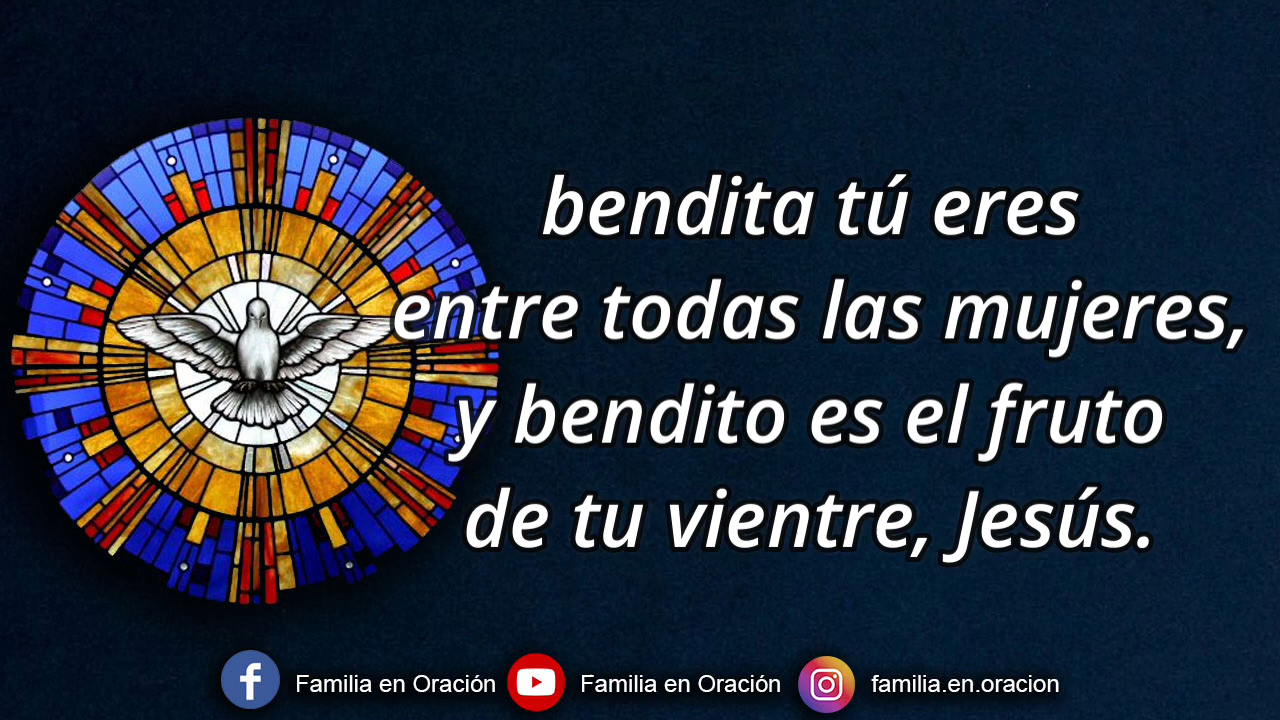 bendita tú eres
entre todas las mujeres,
y bendito es el fruto
de tu vientre, Jesús.
Familia en Oración Familia en Oración familia.en.oracion